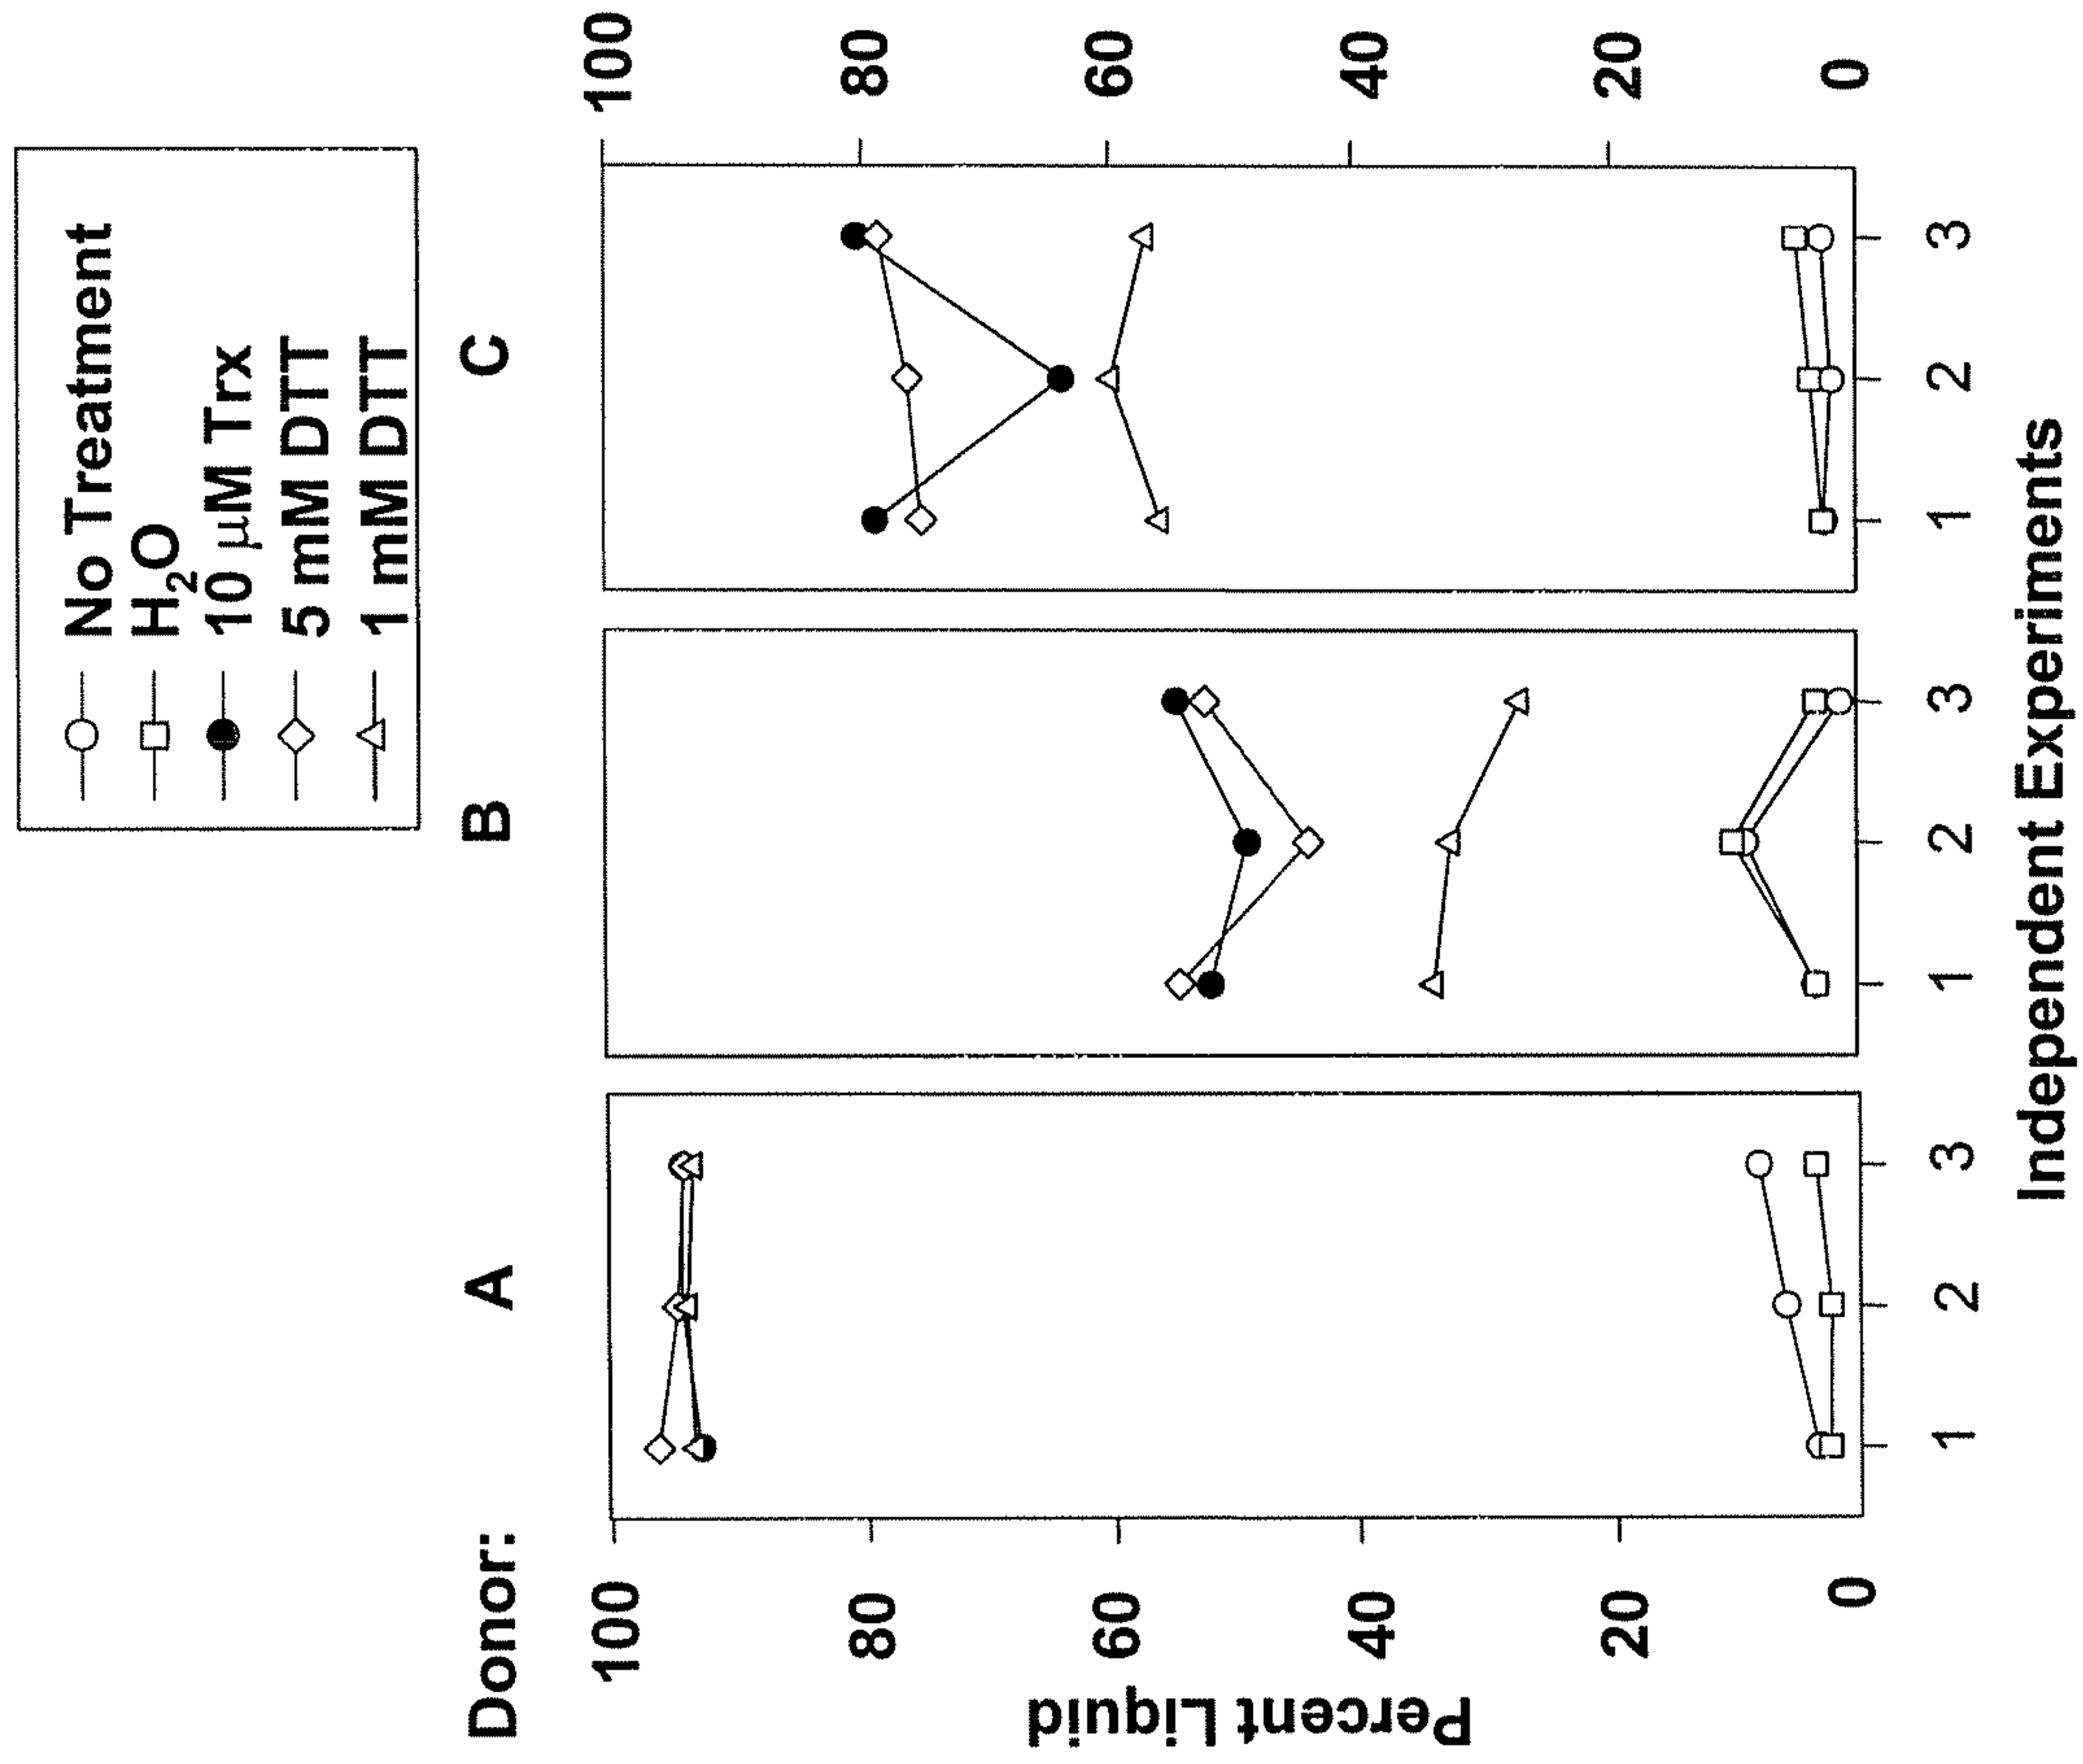 No Treatment
H₂O
10 μM Trx
5 mM DTT
1 mM DTT
Donor: A B C
Percent Liquid
100
80
60
40
20
0
100
80
60
40
20
0
1 2 3 1 2 3 1 2 3
Independent Experiments